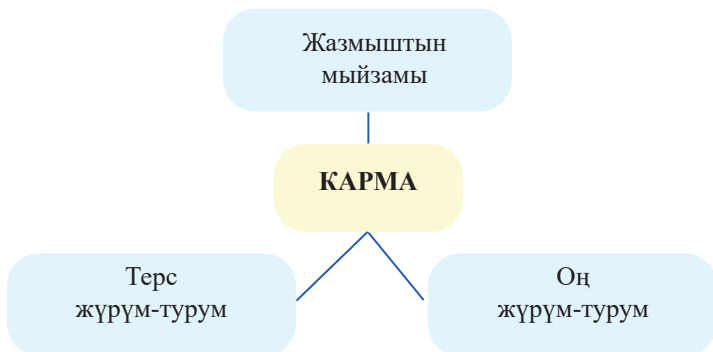 Жазмыштын
мыйзамы
КАРМА
Терс
жүрүм-турум
Оң
жүрүм-турум